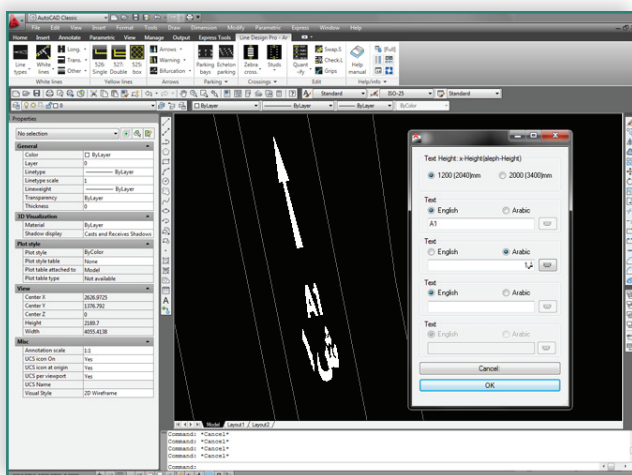 AutoCAD Classic
File Edit View Insert Format Tools Draw Dimension Modify Parametric Express Window Help
Home Insert Annotate Parametric View Manage Output Express Tools Line Design Pro - Ar
Line types
White lines
Long.
Trans.
Other
White lines
526: Single
527: Double
525: box
Yellow lines
Arrows
Warning
Bifurcation
Arrows
Parking bays
Echelon parking
Parking
Zebra cross.
Studs
Crossings
Quantify
Swap.S
Check.L
Grips
Edit
Help manual
[Full]
Help/info
Standard ISO-25 Standard
0 ByLayer ByLayer ByLayer ByColor
Properties
No selection
General
Color ByLayer
Layer 0
Linetype ByLayer
Linetype scale 1
Lineweight ByLayer
Transparency ByLayer
Thickness 0
3D Visualization
Material ByLayer
Shadow display Casts and Receives Shadows
Plot style
Plot style ByColor
Plot style table None
Plot table attached to Model
Plot table type Not available
View
Center X 2626.9725
Center Y 1376.792
Center Z 0
Height 2189.7
Width 4055.4138
Misc
Annotation scale 1:1
UCS icon On Yes
UCS icon at origin Yes
UCS per viewport Yes
UCS Name
Visual Style 2D Wireframe
A1
Text Height: x-Height(aleph-Height)
1200 (2040)mm 2000 (3400)mm
Text
English Arabic
A1
Text
English Arabic
Text
English Arabic
Text
English Arabic
Cancel
OK
Model Layout1 Layout2
Command: *Cancel*
Command: *Cancel*
Command: *Cancel*
Command: *Cancel*
Command: